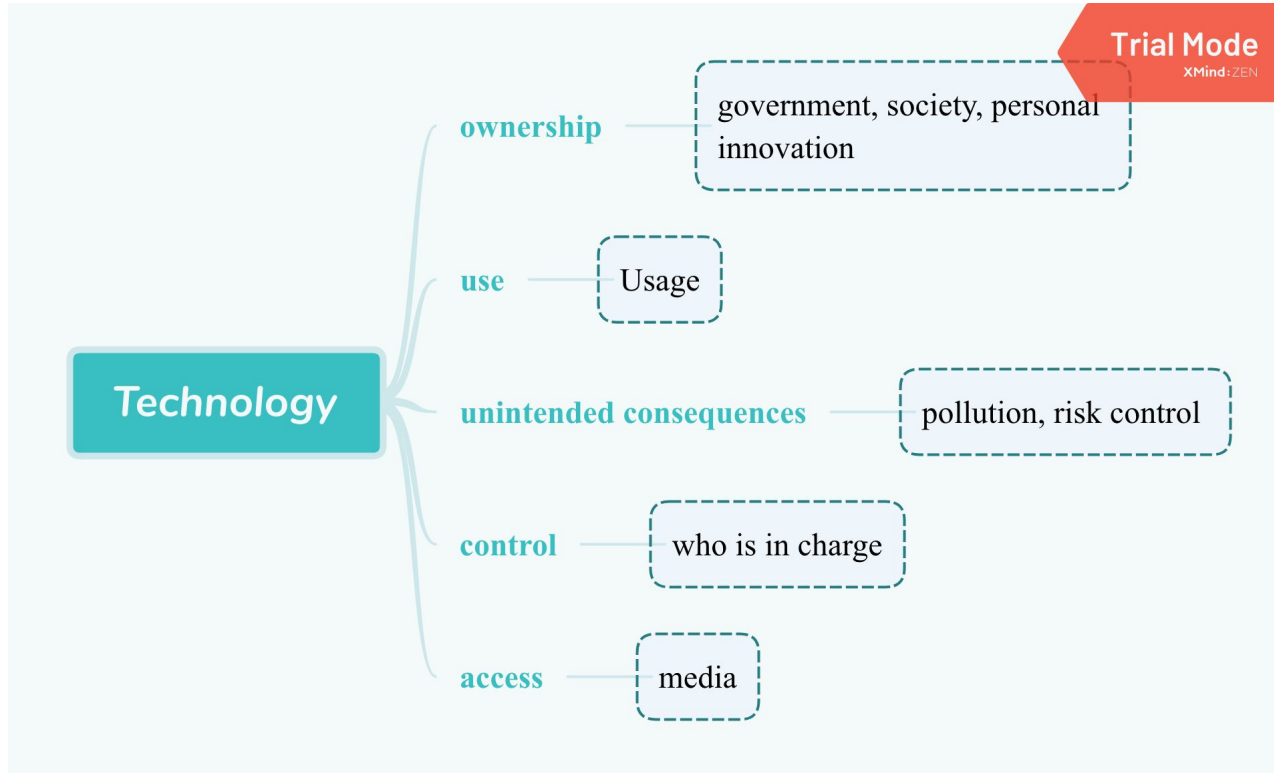 Trial Mode
XMind:ZEN
ownership
government, society, personal
innovation
use
Usage
Technology
unintended consequences
pollution, risk control
control
who is in charge
access
media